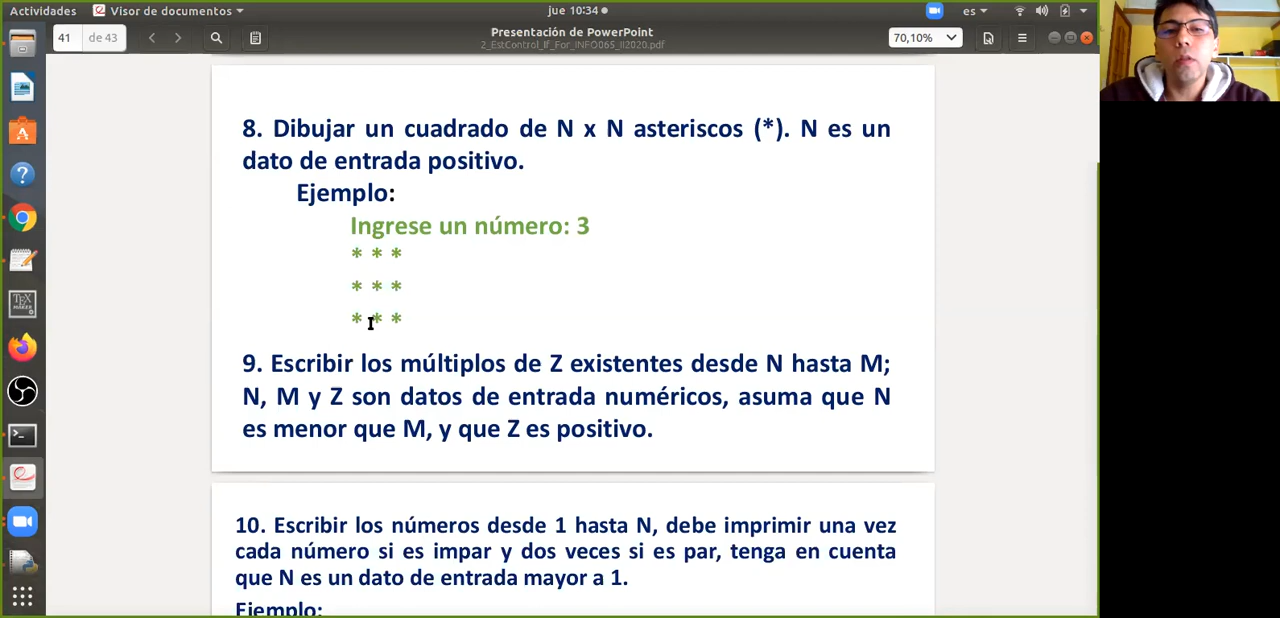 Actividades Visor de documentos jue 10:34 es
41 de 43 Presentación de PowerPoint 70,10%
2_EstControl_If_For_INFO065_II2020.pdf
8. Dibujar un cuadrado de N x N asteriscos (*). N es un
dato de entrada positivo.
Ejemplo:
Ingrese un número: 3
* * *
* * *
* * *
9. Escribir los múltiplos de Z existentes desde N hasta M;
N, M y Z son datos de entrada numéricos, asuma que N
es menor que M, y que Z es positivo.
10. Escribir los números desde 1 hasta N, debe imprimir una vez
cada número si es impar y dos veces si es par, tenga en cuenta
que N es un dato de entrada mayor a 1.
Ejemplo: